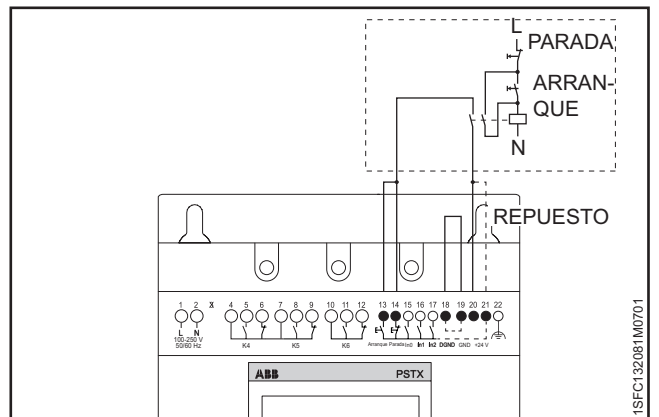 L
PARADA
ARRAN-
QUE
N
REPUESTO
1 2 4 5 6 7 8 9 10 11 12 13 14 15 16 17 18 19 20 21 22
L N
100-250 V
50/60 Hz
K4 K5 K6
Arranque Parada In0 In1 In2 DGND GND +24 V
ABB PSTX
1SFC132081M0701